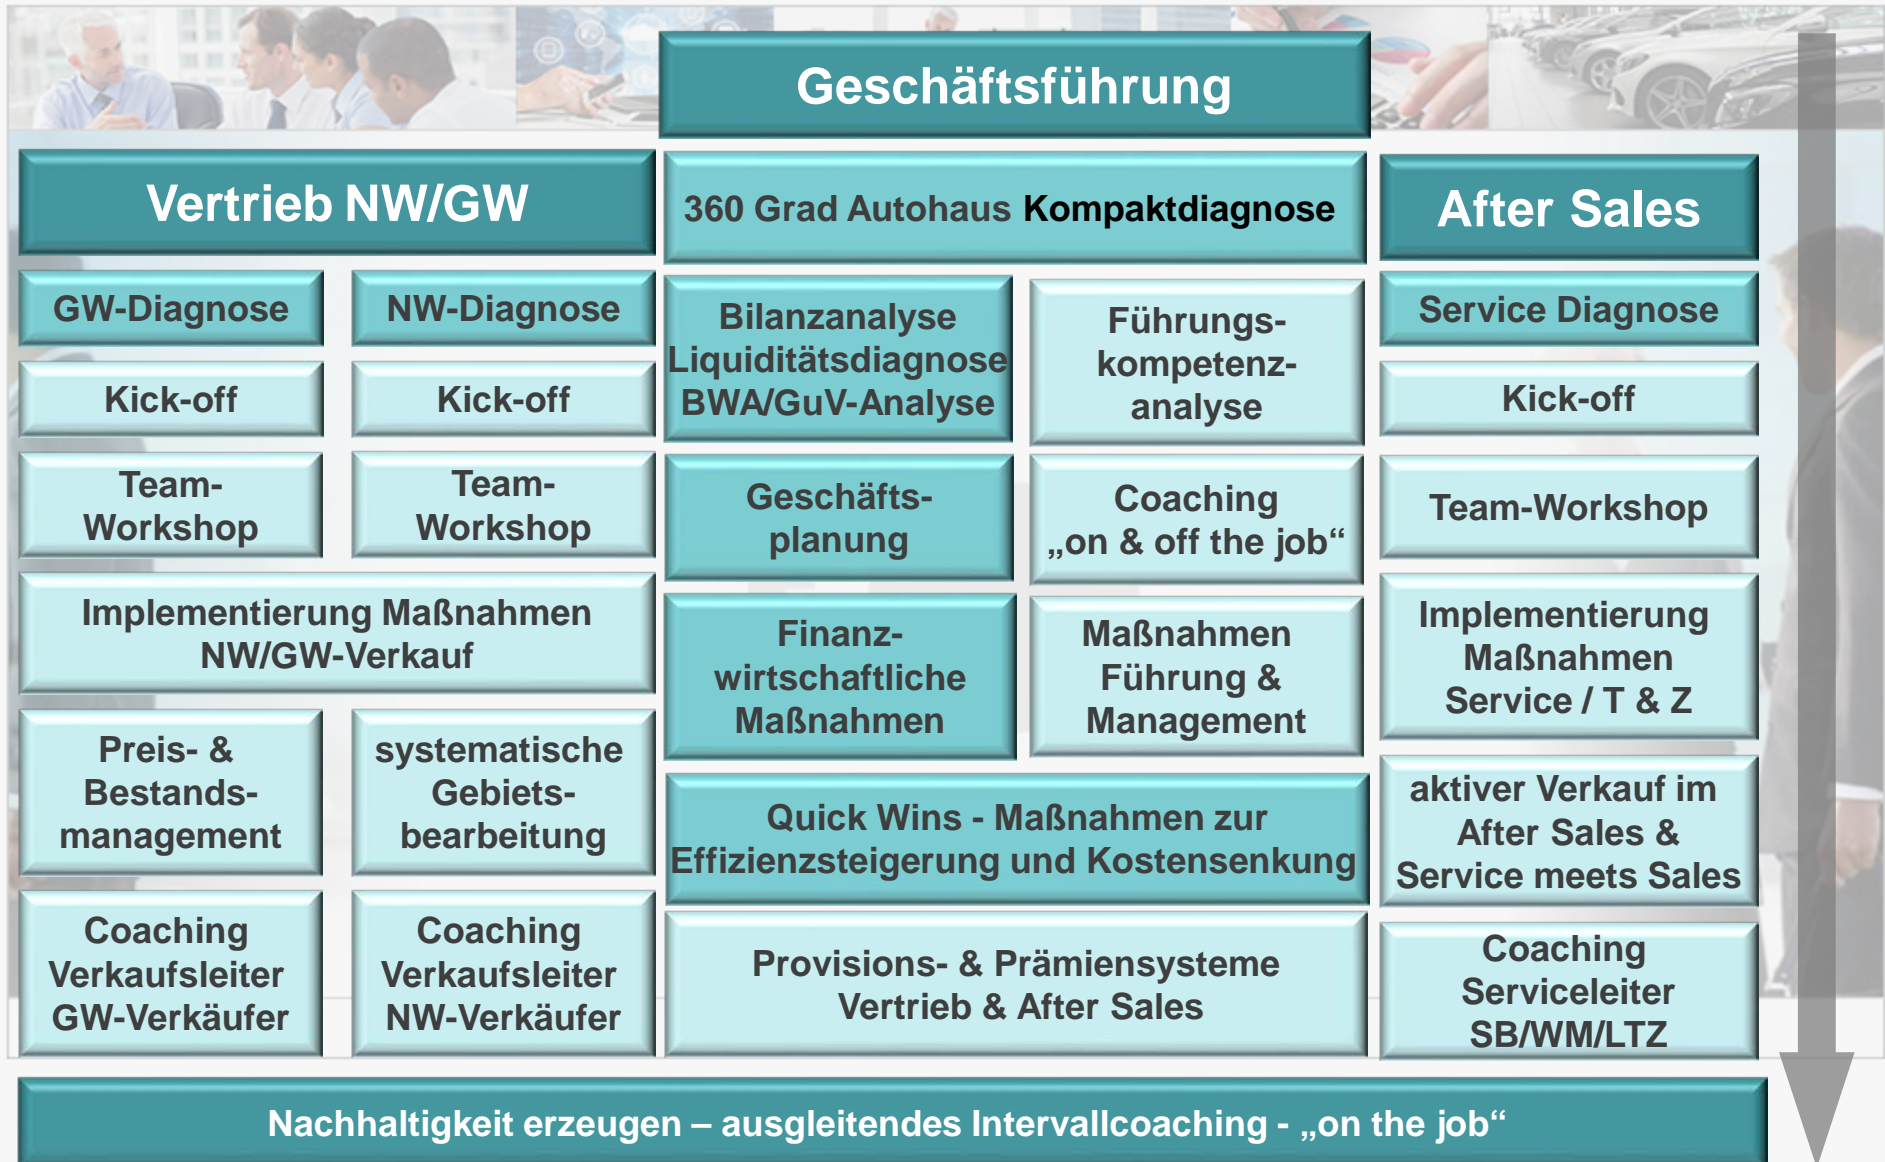 Geschäftsführung
Vertrieb NW/GW
360 Grad Autohaus Kompaktdiagnose
After Sales
GW-Diagnose
NW-Diagnose
Bilanzanalyse
Liquiditätsdiagnose
BWA/GuV-Analyse
Führungs-
kompetenz-
analyse
Service Diagnose
Kick-off
Kick-off
Kick-off
Team-
Workshop
Team-
Workshop
Geschäfts-
planung
Coaching
„on & off the job“
Team-Workshop
Implementierung Maßnahmen
NW/GW-Verkauf
Finanz-
wirtschaftliche
Maßnahmen
Maßnahmen
Führung &
Management
Implementierung
Maßnahmen
Service / T & Z
Preis- &
Bestands-
management
systematische
Gebiets-
bearbeitung
Quick Wins - Maßnahmen zur
Effizienzsteigerung und Kostensenkung
aktiver Verkauf im
After Sales &
Service meets Sales
Coaching
Verkaufsleiter
GW-Verkäufer
Coaching
Verkaufsleiter
NW-Verkäufer
Provisions- & Prämiensysteme
Vertrieb & After Sales
Coaching
Serviceleiter
SB/WM/LTZ
Nachhaltigkeit erzeugen – ausgleitendes Intervallcoaching - „on the job“